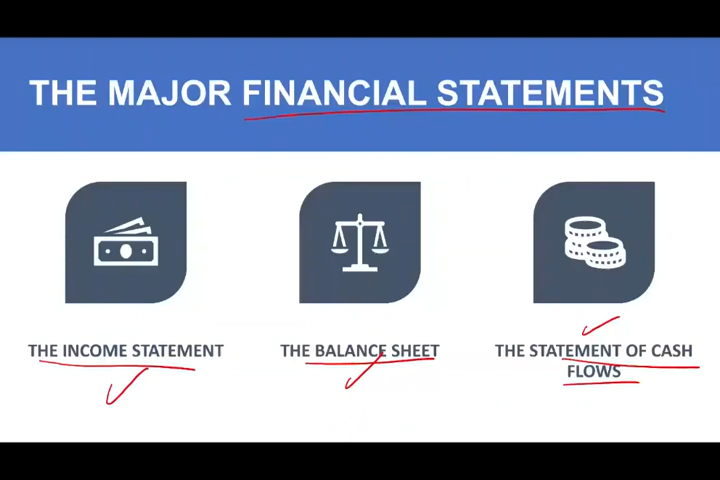 THE MAJOR FINANCIAL STATEMENTS
THE INCOME STATEMENT
THE BALANCE SHEET
THE STATEMENT OF CASH
FLOWS